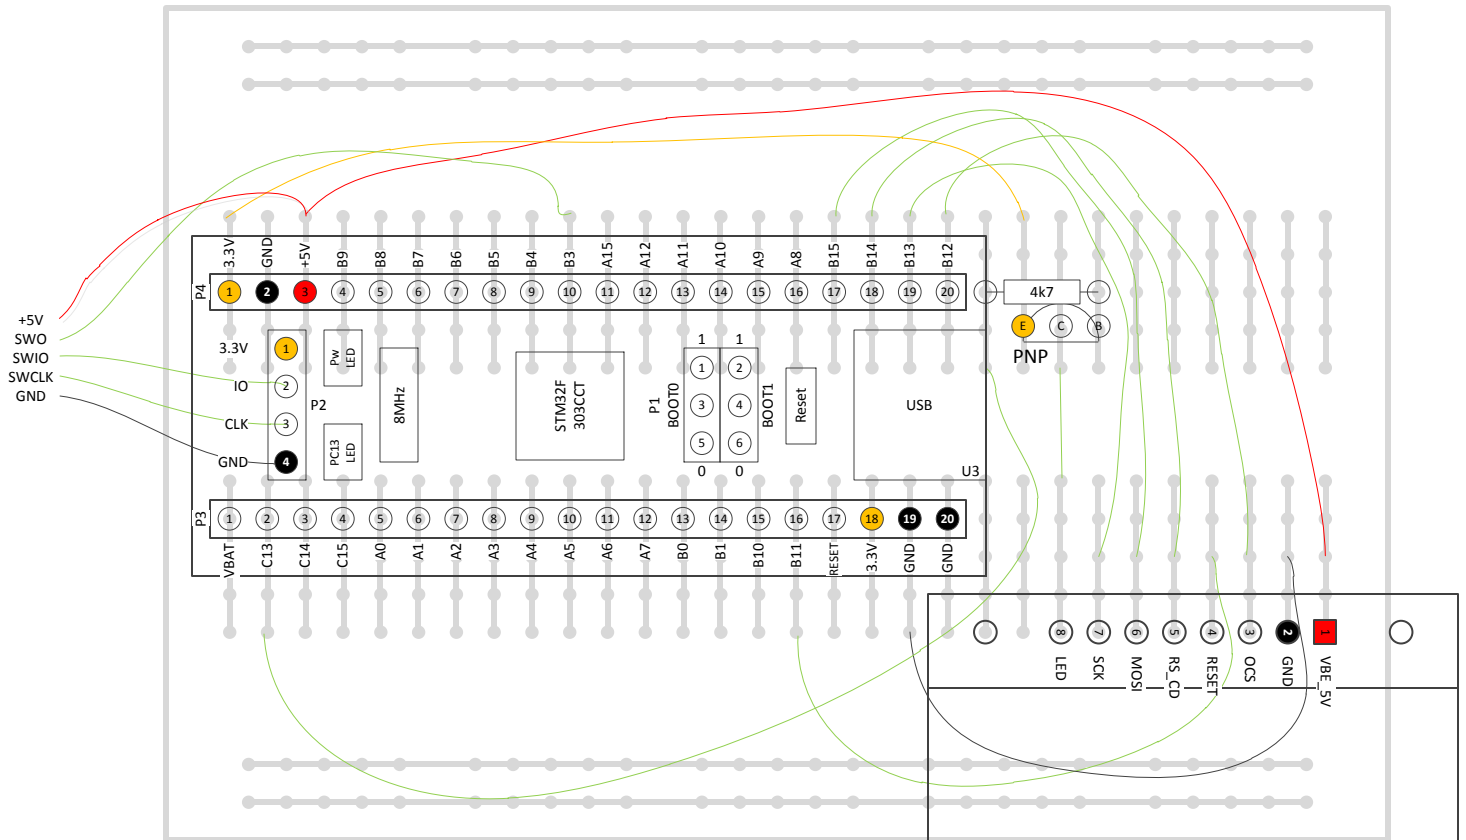 3.3V GND +5V B9 B8 B7 B6 B5 B4 B3 A15 A12 A11 A10 A9 A8 B15 B14 B13 B12
P4 1 2 3 4 5 6 7 8 9 10 11 12 13 14 15 16 17 18 19 20
4k7
E C B
PNP
+5V
SWO
SWIO
SWCLK
GND
3.3V 1
IO 2
CLK 3
GND 4
P2
Pw
LED
PC13
LED
8MHz
STM32F
303CCT
P1
BOOT0
1 1
1 2
3 4
5 6
0 0
BOOT1
Reset
USB
U3
P3 1 2 3 4 5 6 7 8 9 10 11 12 13 14 15 16 17 18 19 20
VBAT C13 C14 C15 A0 A1 A2 A3 A4 A5 A6 A7 B0 B1 B10 B11 RESET 3.3V GND GND
8 7 6 5 4 3 2 1
LED SCK MOSI RS_CD RESET OCS GND VBE_5V